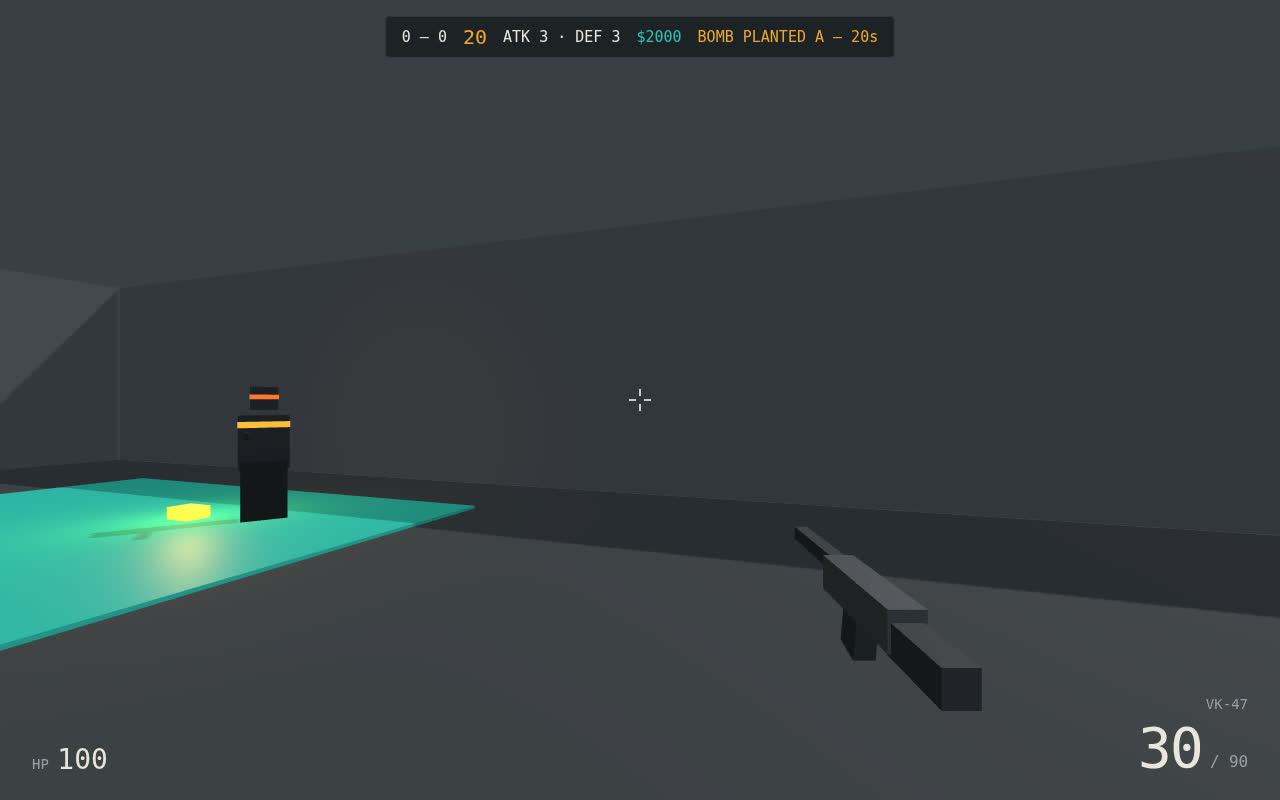 0 — 0 20 ATK 3 · DEF 3 $2000 BOMB PLANTED A — 20s
VK-47
HP 100
30 / 90